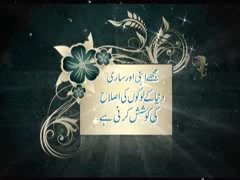 مجھے اپنی اور ساری
دنیا کے لوگوں کی اصلاح
کی کوشش کرنی ہے